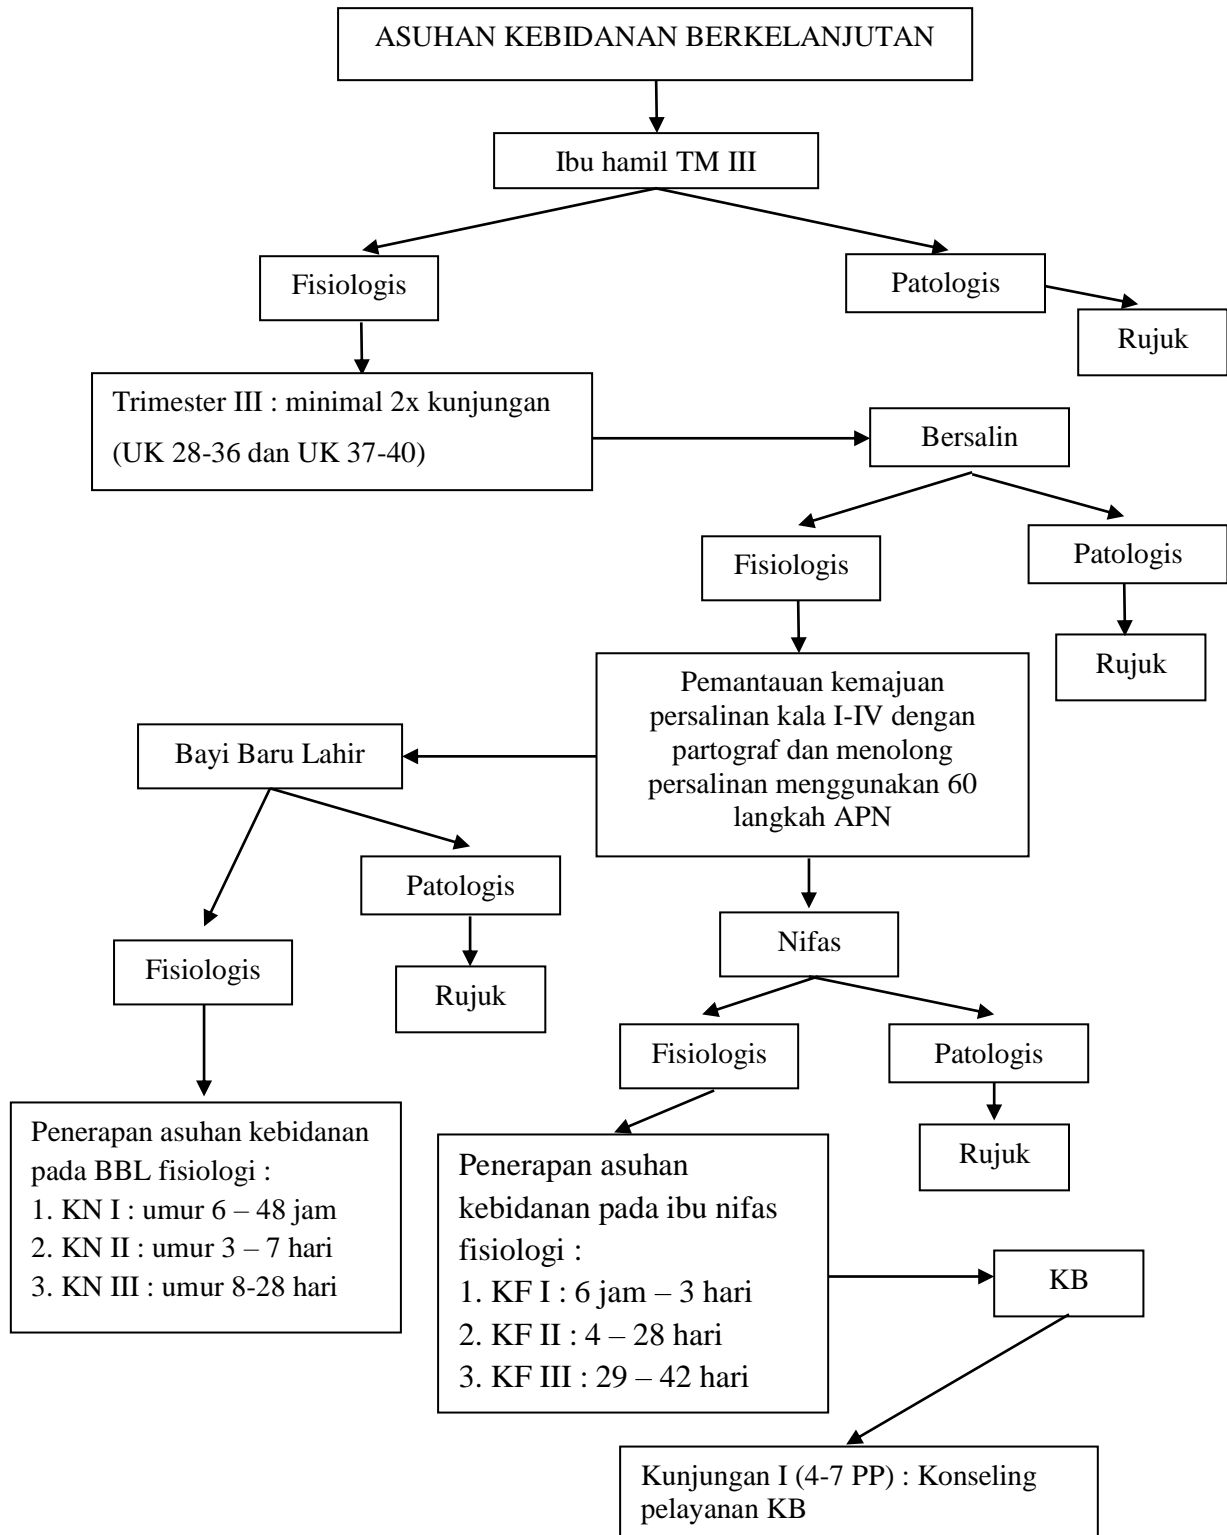 ASUHAN KEBIDANAN BERKELANJUTAN
Ibu hamil TM III
Fisiologis
Patologis
Rujuk
Trimester III : minimal 2x kunjungan
(UK 28-36 dan UK 37-40)
Bersalin
Fisiologis
Patologis
Rujuk
Pemantauan kemajuan
persalinan kala I-IV dengan
partograf dan menolong
persalinan menggunakan 60
langkah APN
Bayi Baru Lahir
Patologis
Rujuk
Fisiologis
Nifas
Fisiologis
Patologis
Rujuk
Penerapan asuhan kebidanan
pada BBL fisiologi :
1. KN I : umur 6 – 48 jam
2. KN II : umur 3 – 7 hari
3. KN III : umur 8-28 hari
Penerapan asuhan
kebidanan pada ibu nifas
fisiologi :
1. KF I : 6 jam – 3 hari
2. KF II : 4 – 28 hari
3. KF III : 29 – 42 hari
KB
Kunjungan I (4-7 PP) : Konseling
pelayanan KB